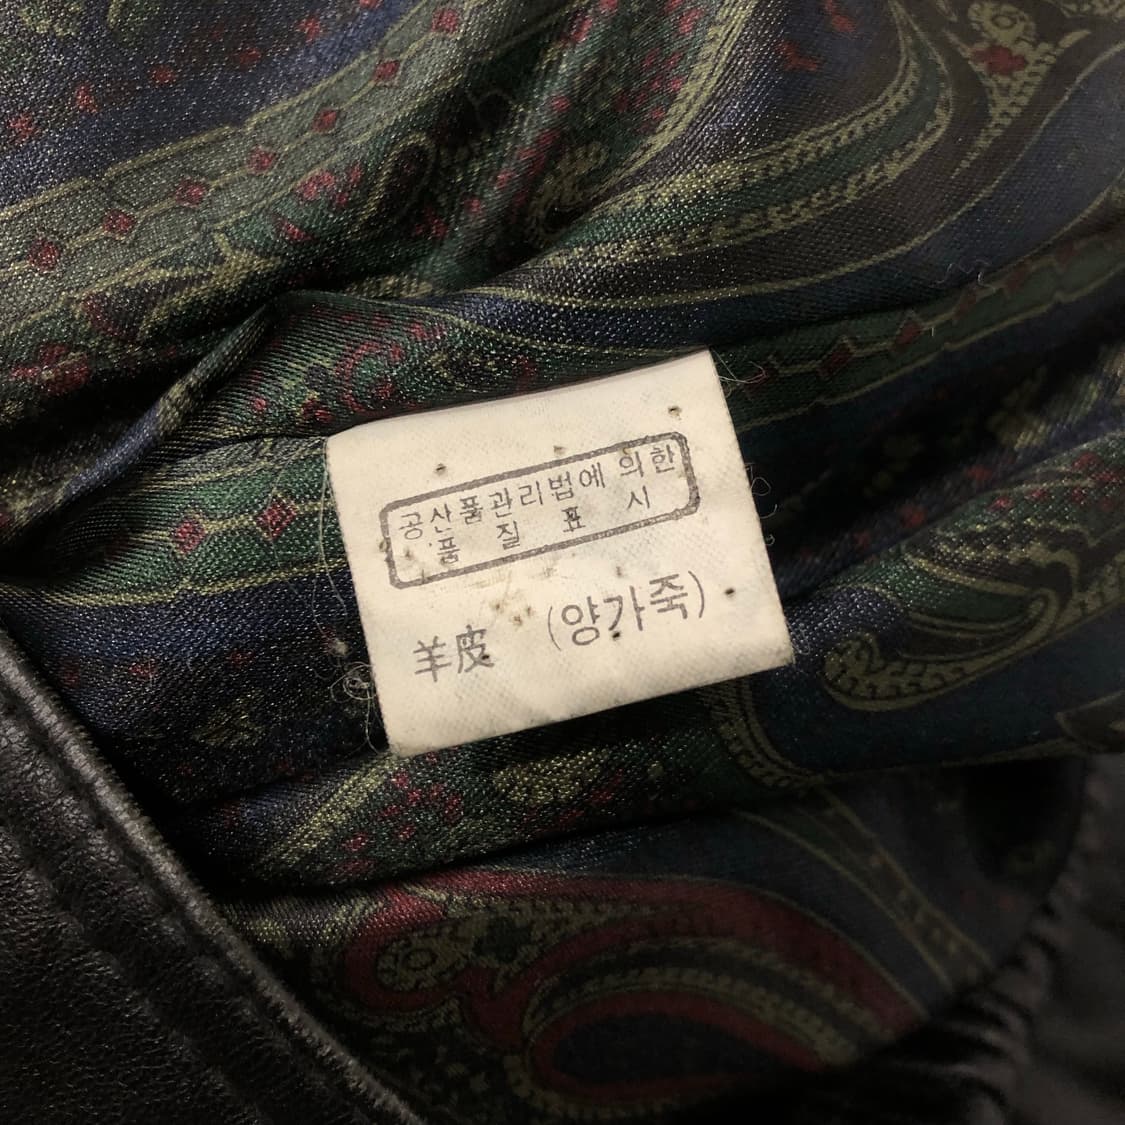 공산품관리법에 의한
품 질 표 시
羊皮 (양가죽)